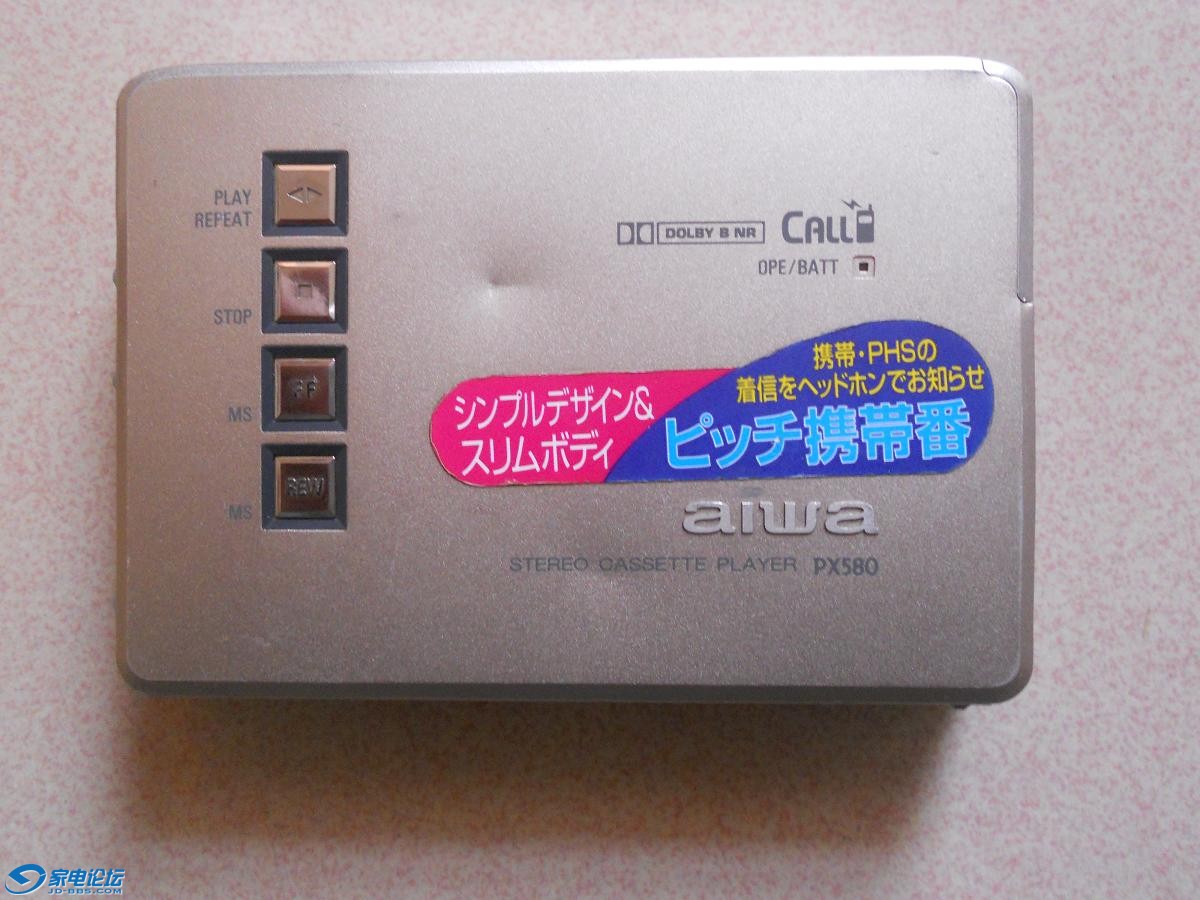 PLAY
REPEAT
STOP
MS
FF
MS
REW
DOLBY B NR
CALL
OPE/BATT
シンプルデザイン&
スリムボディ
携帯・PHSの
着信をヘッドホンでお知らせ
ピッチ携帯番
aiwa
STEREO CASSETTE PLAYER PX580
家电论坛
JD-BBS.COM